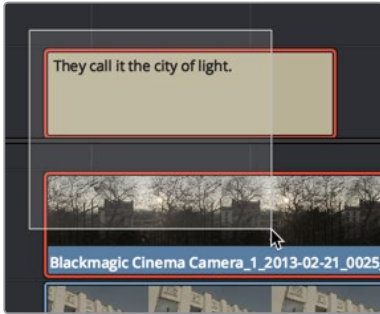 They call it the city of light.
Blackmagic Cinema Camera_1_2013-02-21_0025